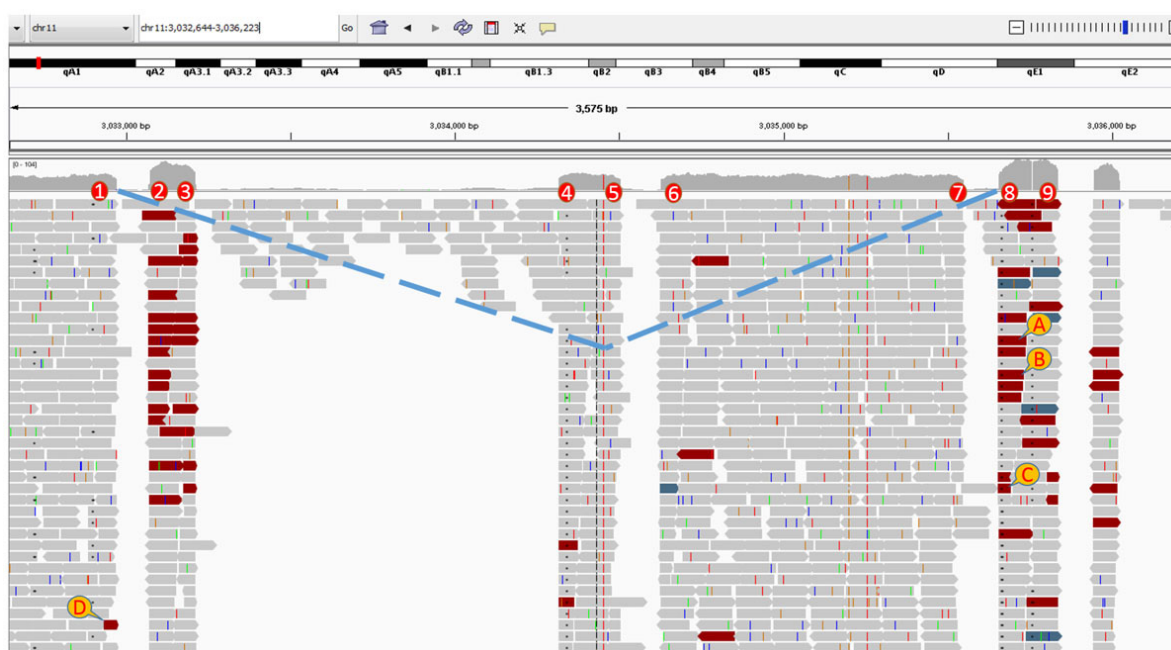 chr11 chr11:3,032,644-3,036,223 Go
qA1 qA2 qA3.1 qA3.2 qA3.3 qA4 qA5 qB1.1 qB1.3 qB2 qB3 qB4 qB5 qC qD qE1 qE2
3,575 bp
3,033,000 bp 3,034,000 bp 3,035,000 bp 3,036,000 bp
[0 - 104]
1 2 3 4 5 6 7 8 9
A
B
C
D